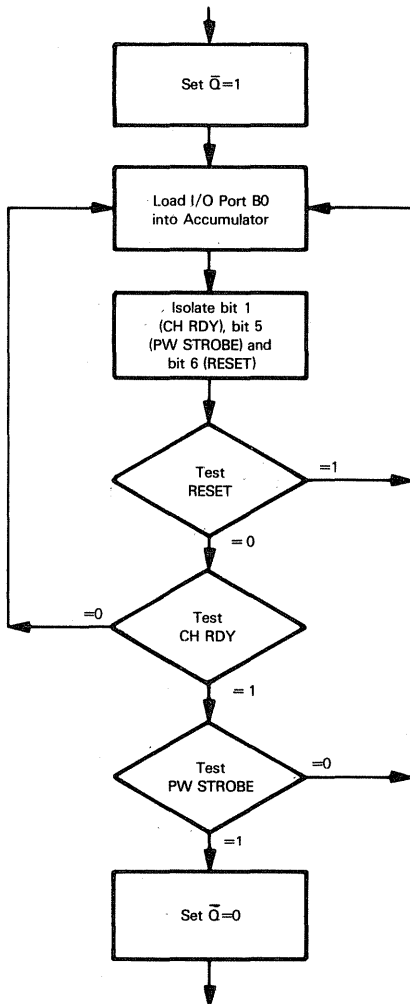 Set Q̅=1
Load I/O Port B0
into Accumulator
Isolate bit 1
(CH RDY), bit 5
(PW STROBE) and
bit 6 (RESET)
Test
RESET
=1
=0
=0
Test
CH RDY
=1
Test
PW STROBE
=0
=1
Set Q̅=0